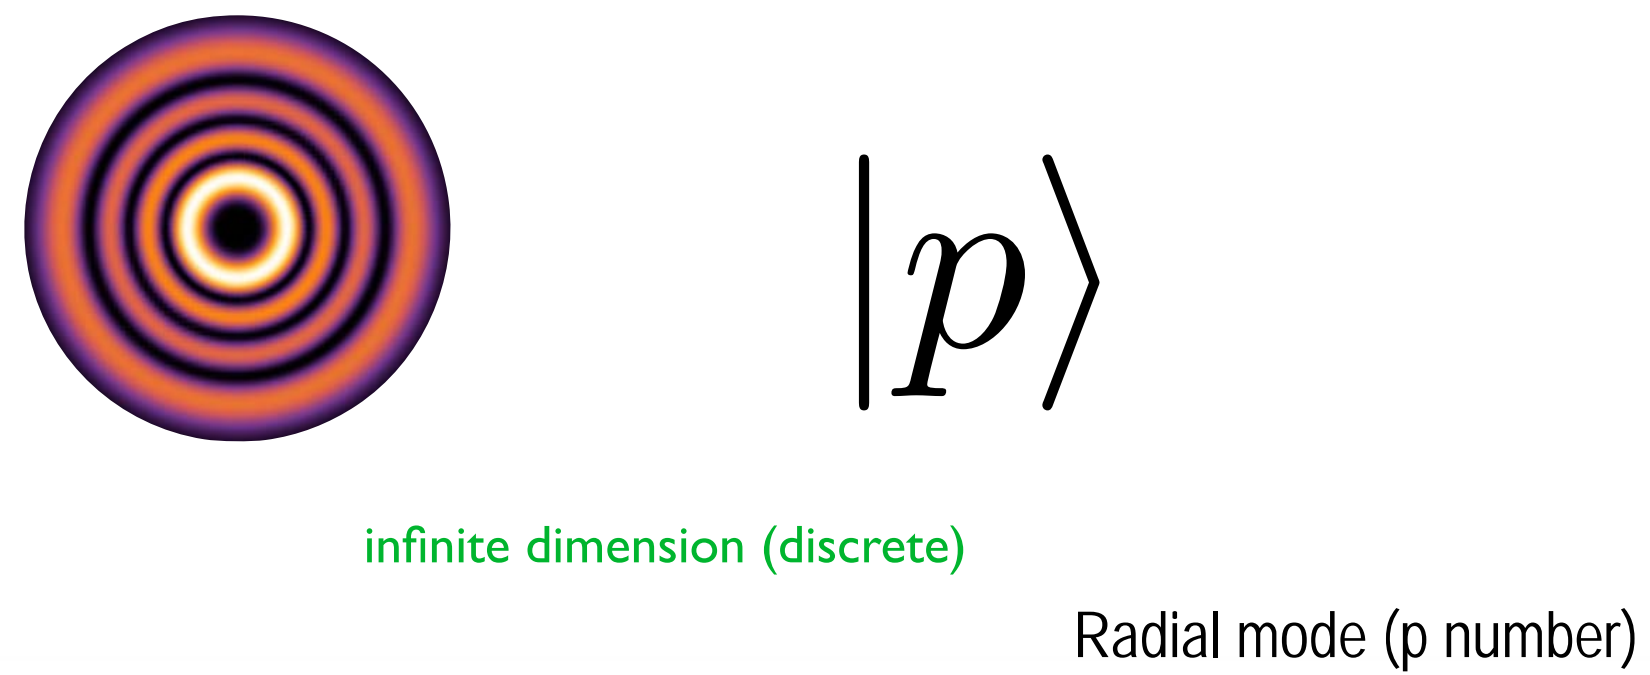 |p⟩
infinite dimension (discrete)
Radial mode (p number)